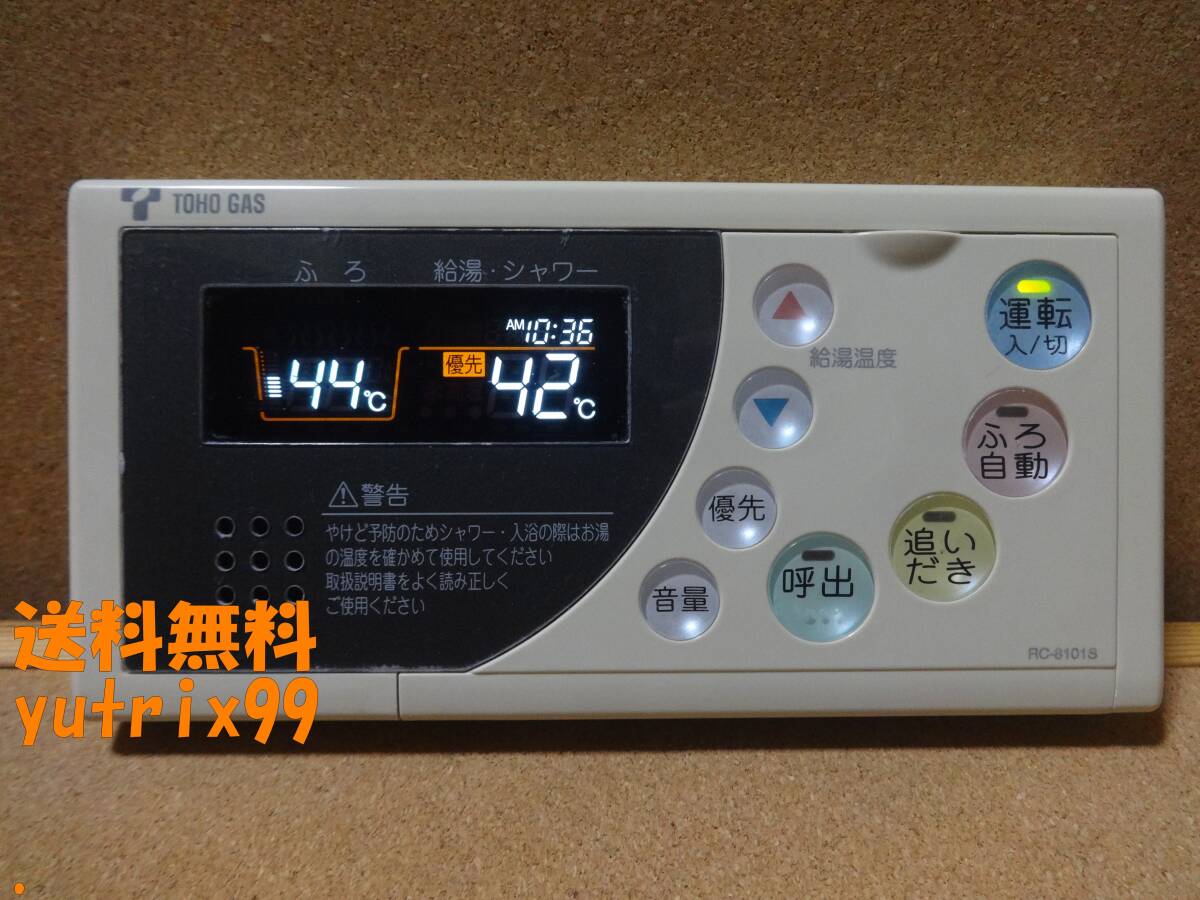 TOHO GAS
ふろ 給湯・シャワー
AM10:36
44℃ 優先 42℃
⚠警告
やけど予防のためシャワー・入浴の際はお湯
の温度を確かめて使用してください
取扱説明書をよく読み正しく
ご使用ください
給湯温度
運転
入/切
ふろ
自動
優先
追い
だき
音量
呼出
RC-8101S
送料無料
yutrix99